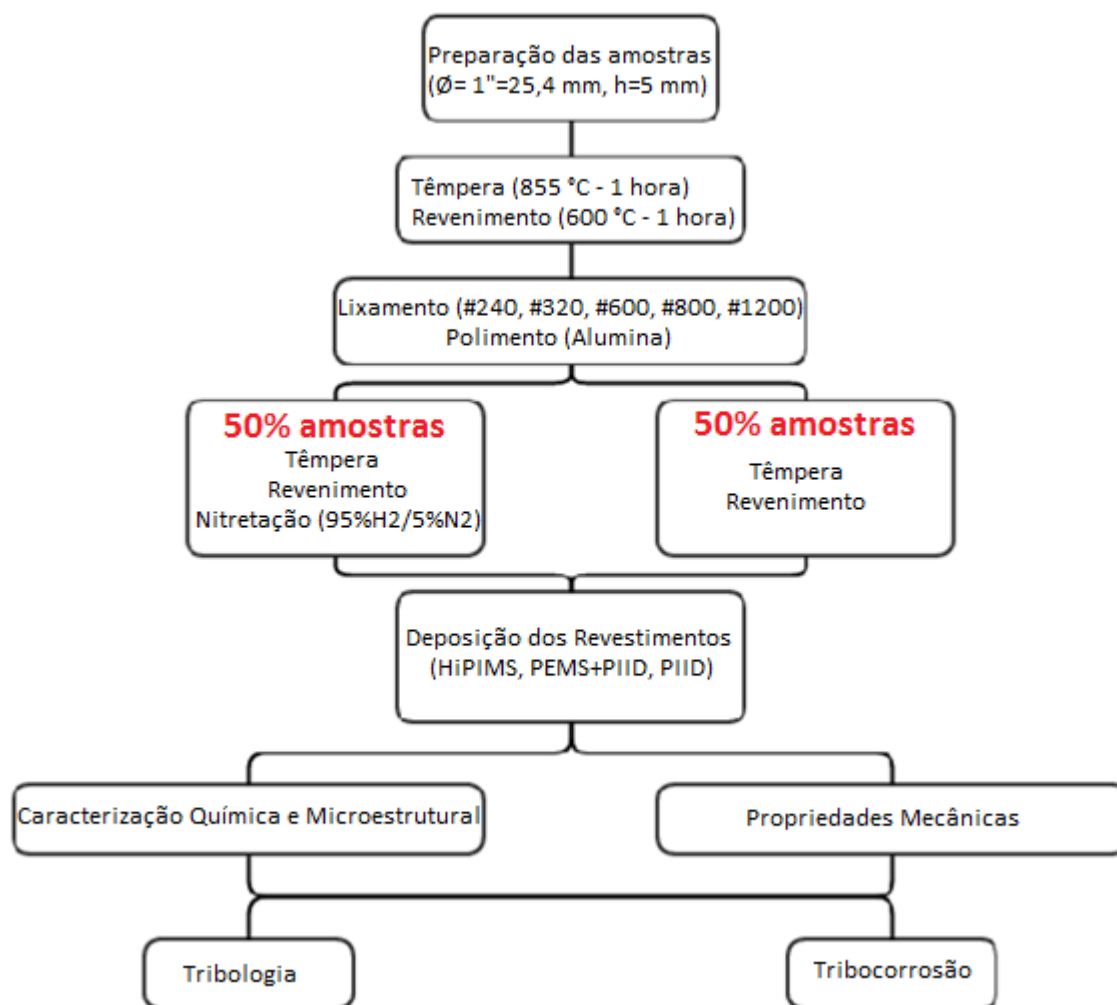 Preparação das amostras
(Ø= 1"=25,4 mm, h=5 mm)
Têmpera (855 °C - 1 hora)
Revenimento (600 °C - 1 hora)
Lixamento (#240, #320, #600, #800, #1200)
Polimento (Alumina)
50% amostras
Têmpera
Revenimento
Nitretação (95%H2/5%N2)
50% amostras
Têmpera
Revenimento
Deposição dos Revestimentos
(HiPIMS, PEMS+PIID, PIID)
Caracterização Química e Microestrutural
Propriedades Mecânicas
Tribologia
Tribocorrosão